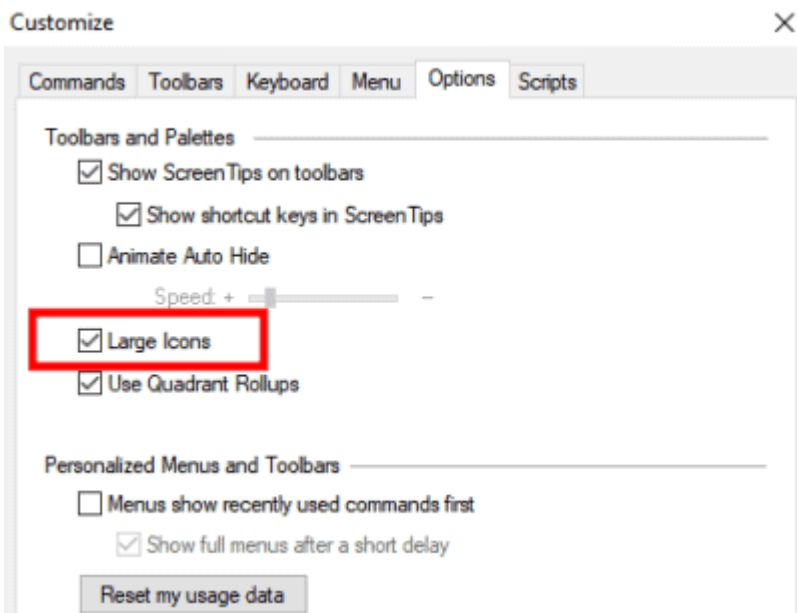 Customize
Commands Toolbars Keyboard Menu Options Scripts
Toolbars and Palettes
Show ScreenTips on toolbars
Show shortcut keys in ScreenTips
Animate Auto Hide
Speed: + –
Large Icons
Use Quadrant Rollups
Personalized Menus and Toolbars
Menus show recently used commands first
Show full menus after a short delay
Reset my usage data